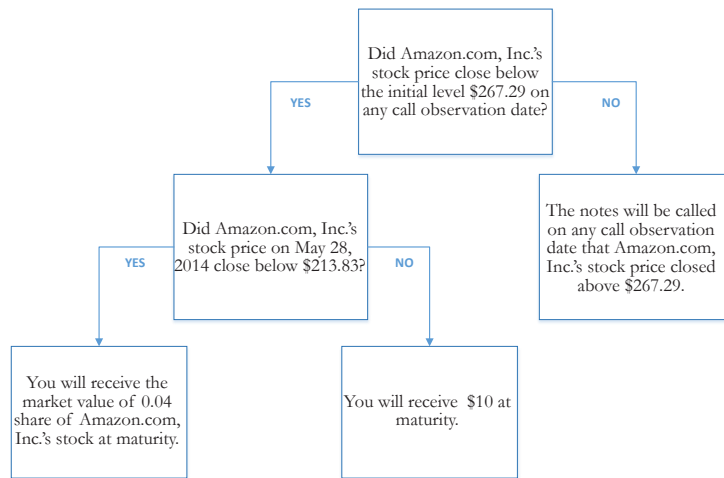 Did Amazon.com, Inc.'s
stock price close below
the initial level $267.29 on
any call observation date?
YES
NO
Did Amazon.com, Inc.'s
stock price on May 28,
2014 close below $213.83?
The notes will be called
on any call observation
date that Amazon.com,
Inc.'s stock price closed
above $267.29.
YES
NO
You will receive the
market value of 0.04
share of Amazon.com,
Inc.'s stock at maturity.
You will receive $10 at
maturity.